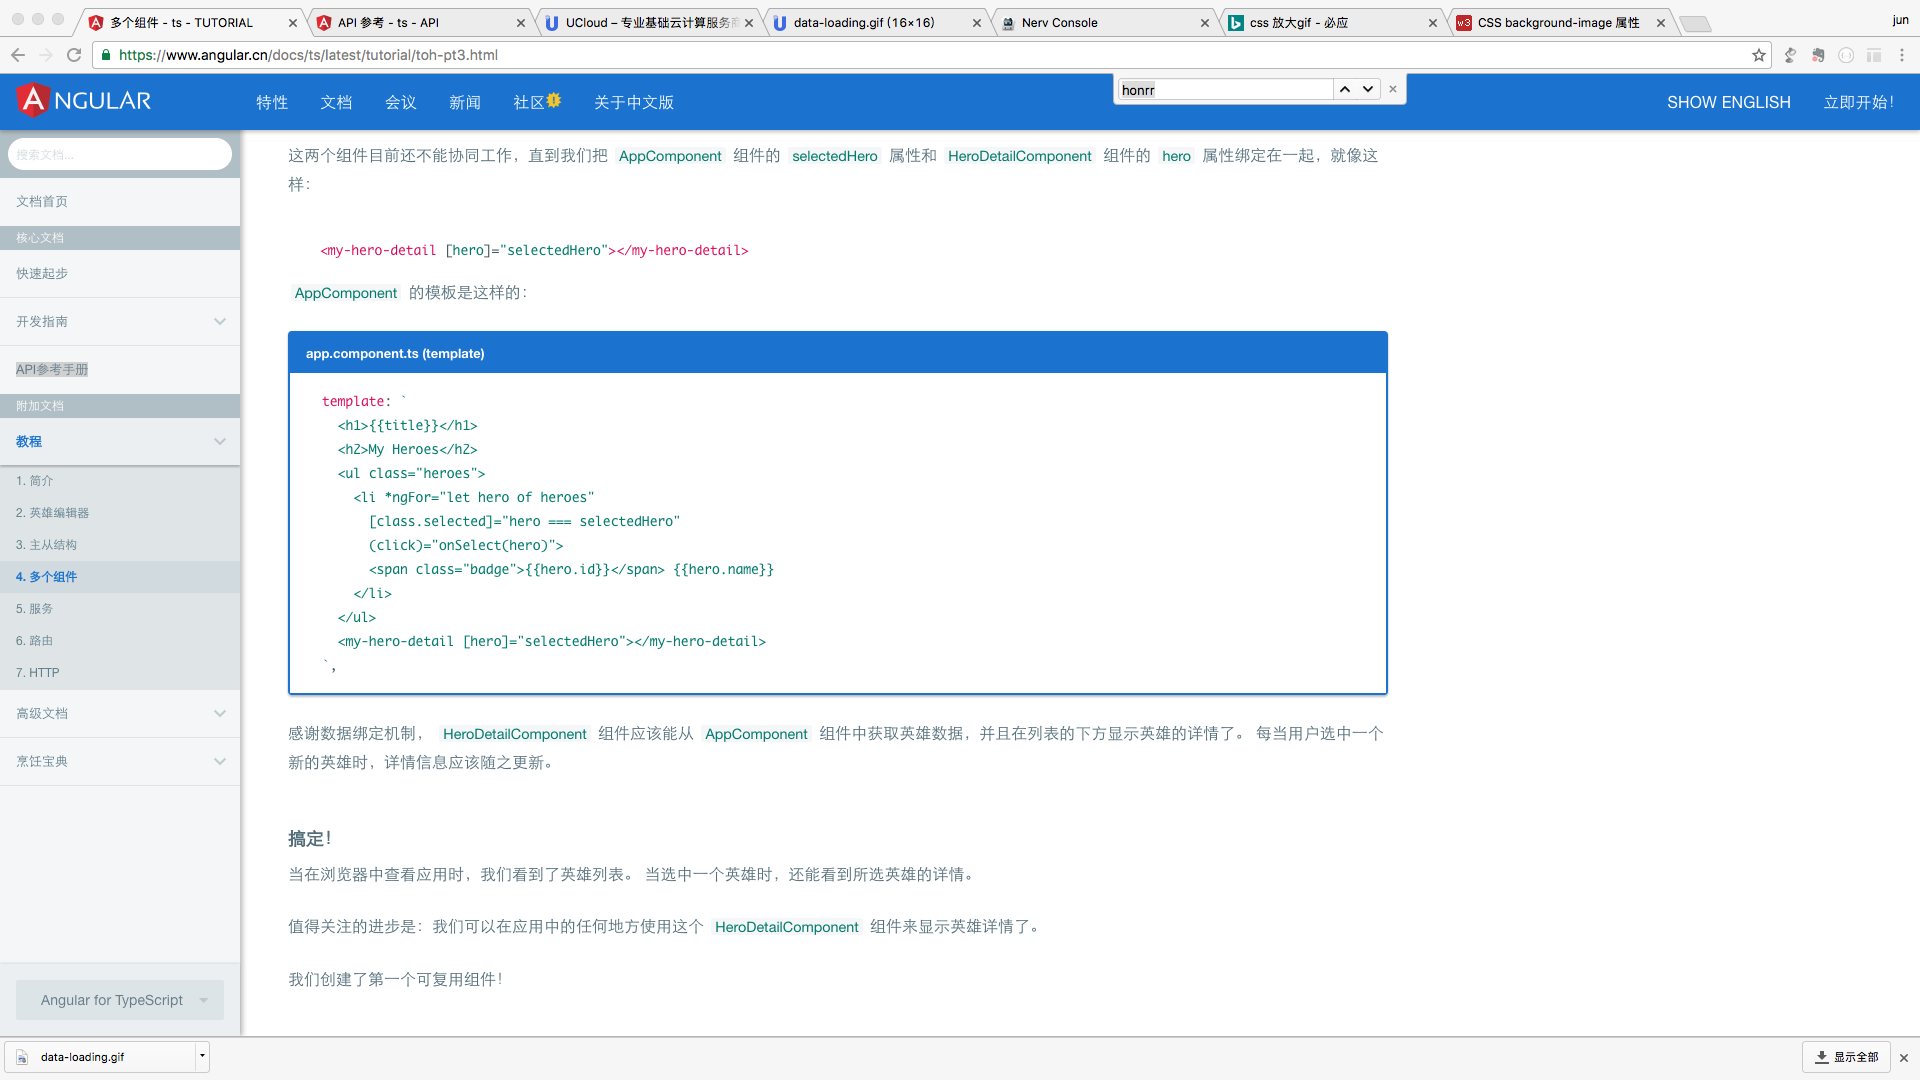 多个组件 - ts - TUTORIAL
API 参考 - ts - API
UCloud – 专业基础云计算服务商
data-loading.gif (16×16)
Nerv Console
css 放大gif - 必应
w3 CSS background-image 属性
jun
https://www.angular.cn/docs/ts/latest/tutorial/toh-pt3.html
honrr
ANGULAR
特性
文档
会议
新闻
社区
关于中文版
SHOW ENGLISH
立即开始！
搜索文档...
文档首页
核心文档
快速起步
开发指南
API参考手册
附加文档
教程
1. 简介
2. 英雄编辑器
3. 主从结构
4. 多个组件
5. 服务
6. 路由
7. HTTP
高级文档
烹饪宝典
Angular for TypeScript
这两个组件目前还不能协同工作，直到我们把 AppComponent 组件的 selectedHero 属性和 HeroDetailComponent 组件的 hero 属性绑定在一起，就像这
样：
<my-hero-detail [hero]="selectedHero"></my-hero-detail>
AppComponent 的模板是这样的：
app.component.ts (template)
template: `
<h1>{{title}}</h1>
<h2>My Heroes</h2>
<ul class="heroes">
<li *ngFor="let hero of heroes"
[class.selected]="hero === selectedHero"
(click)="onSelect(hero)">
<span class="badge">{{hero.id}}</span> {{hero.name}}
</li>
</ul>
<my-hero-detail [hero]="selectedHero"></my-hero-detail>
`,
感谢数据绑定机制， HeroDetailComponent 组件应该能从 AppComponent 组件中获取英雄数据，并且在列表的下方显示英雄的详情了。 每当用户选中一个
新的英雄时，详情信息应该随之更新。
搞定！
当在浏览器中查看应用时，我们看到了英雄列表。 当选中一个英雄时，还能看到所选英雄的详情。
值得关注的进步是：我们可以在应用中的任何地方使用这个 HeroDetailComponent 组件来显示英雄详情了。
我们创建了第一个可复用组件！
data-loading.gif
显示全部